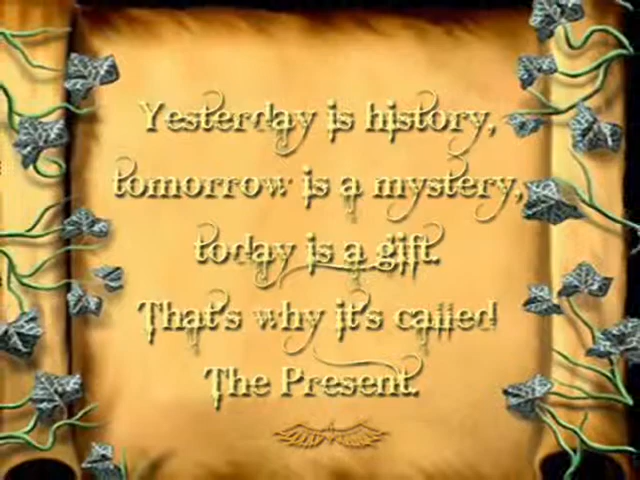 Yesterday is history,
tomorrow is a mystery,
today is a gift.
That's why it's called
The Present.